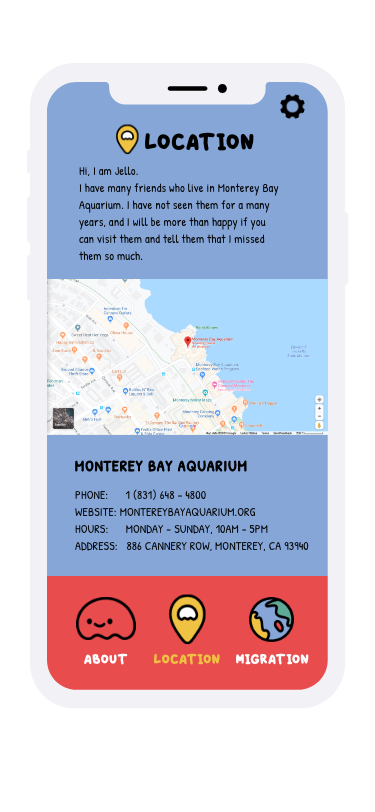 LOCATION
Hi, I am Jello.
I have many friends who live in Monterey Bay
Aquarium. I have not seen them for a many
years, and I will be more than happy if you
can visit them and tell them that I missed
them so much.
Monterey Bay Aquarium
MONTEREY BAY AQUARIUM
PHONE: 1 (831) 648 - 4800
WEBSITE: MONTEREYBAYAQUARIUM.ORG
HOURS: MONDAY - SUNDAY, 10AM - 5PM
ADDRESS: 886 CANNERY ROW, MONTEREY, CA 93940
ABOUT LOCATION MIGRATION